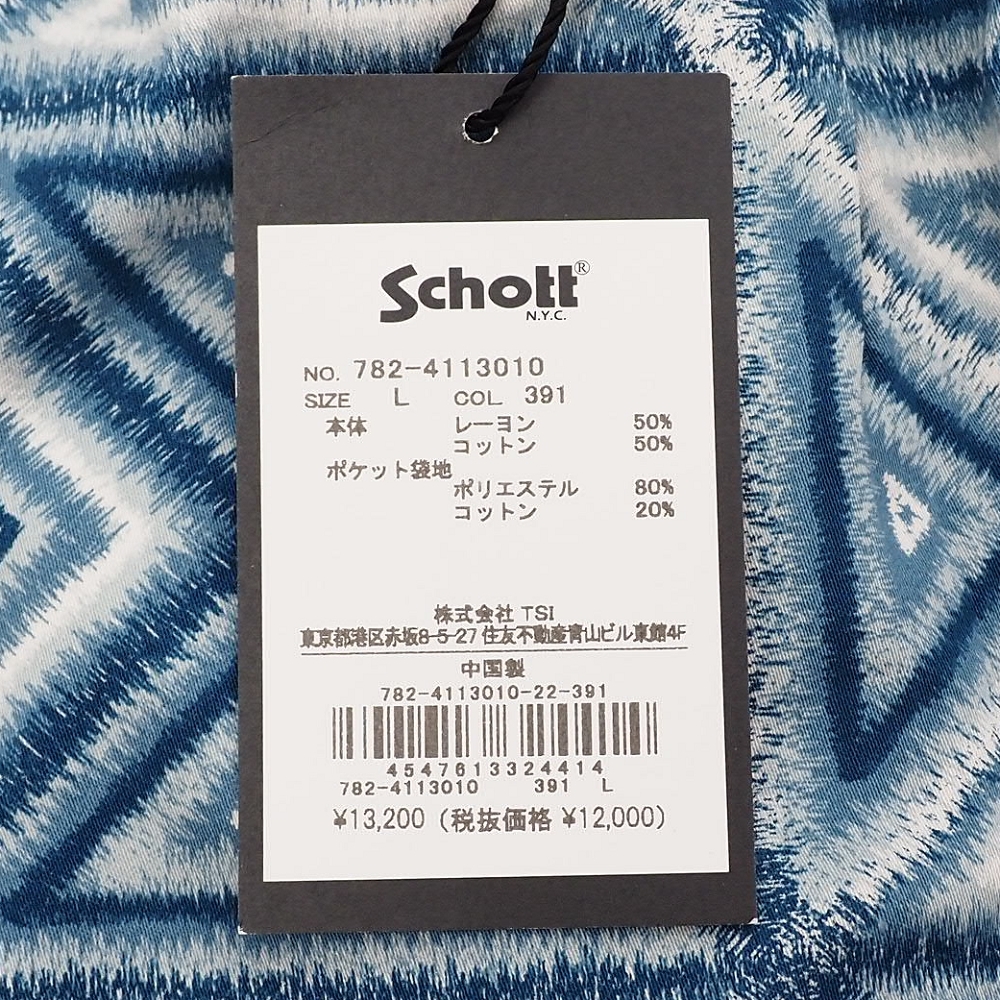 Schott®
N.Y.C.
NO. 782-4113010
SIZE L COL 391
本体 レーヨン 50%
コットン 50%
ポケット袋地
ポリエステル 80%
コットン 20%
株式会社 TSI
東京都港区赤坂8-5-27 住友不動産青山ビル東館4F
中国製
782-4113010-22-391
4547613324414
782-4113010 391 L
¥13,200 (税抜価格 ¥12,000)